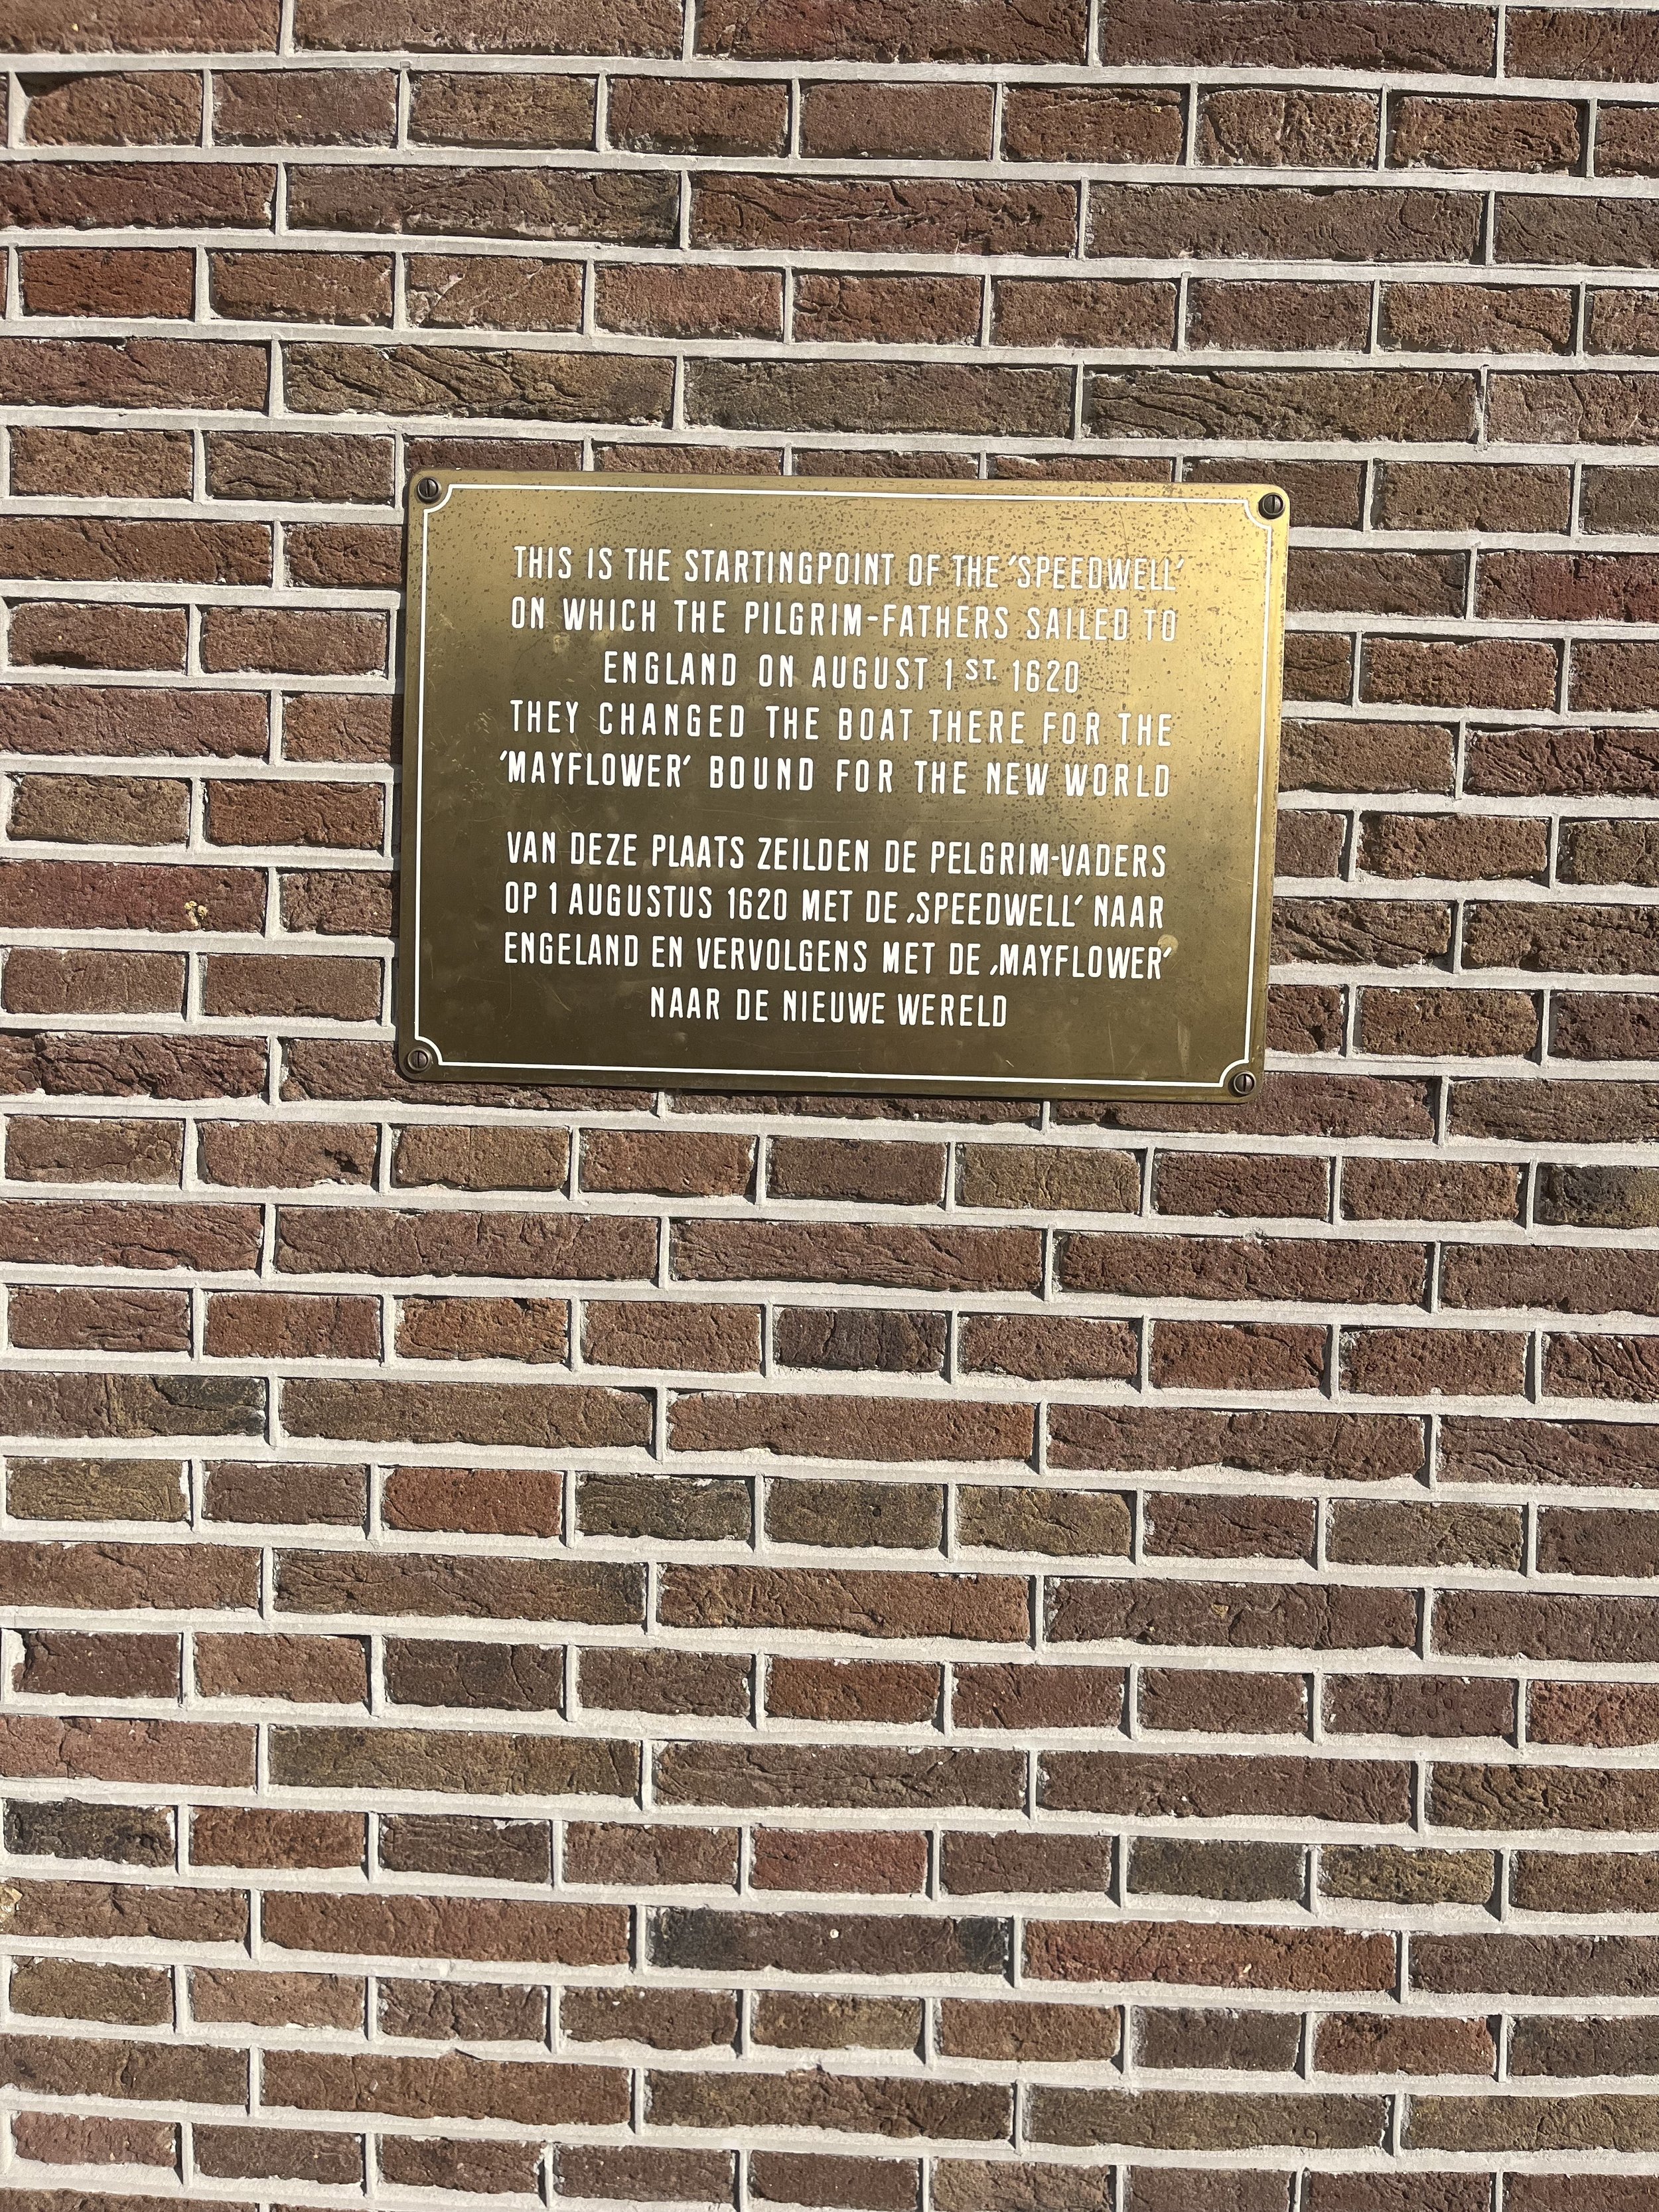 THIS IS THE STARTINGPOINT OF THE 'SPEEDWELL'
ON WHICH THE PILGRIM-FATHERS SAILED TO
ENGLAND ON AUGUST 1ST. 1620
THEY CHANGED THE BOAT THERE FOR THE
'MAYFLOWER' BOUND FOR THE NEW WORLD
VAN DEZE PLAATS ZEILDEN DE PELGRIM-VADERS
OP 1 AUGUSTUS 1620 MET DE ,SPEEDWELL' NAAR
ENGELAND EN VERVOLGENS MET DE ,MAYFLOWER'
NAAR DE NIEUWE WERELD